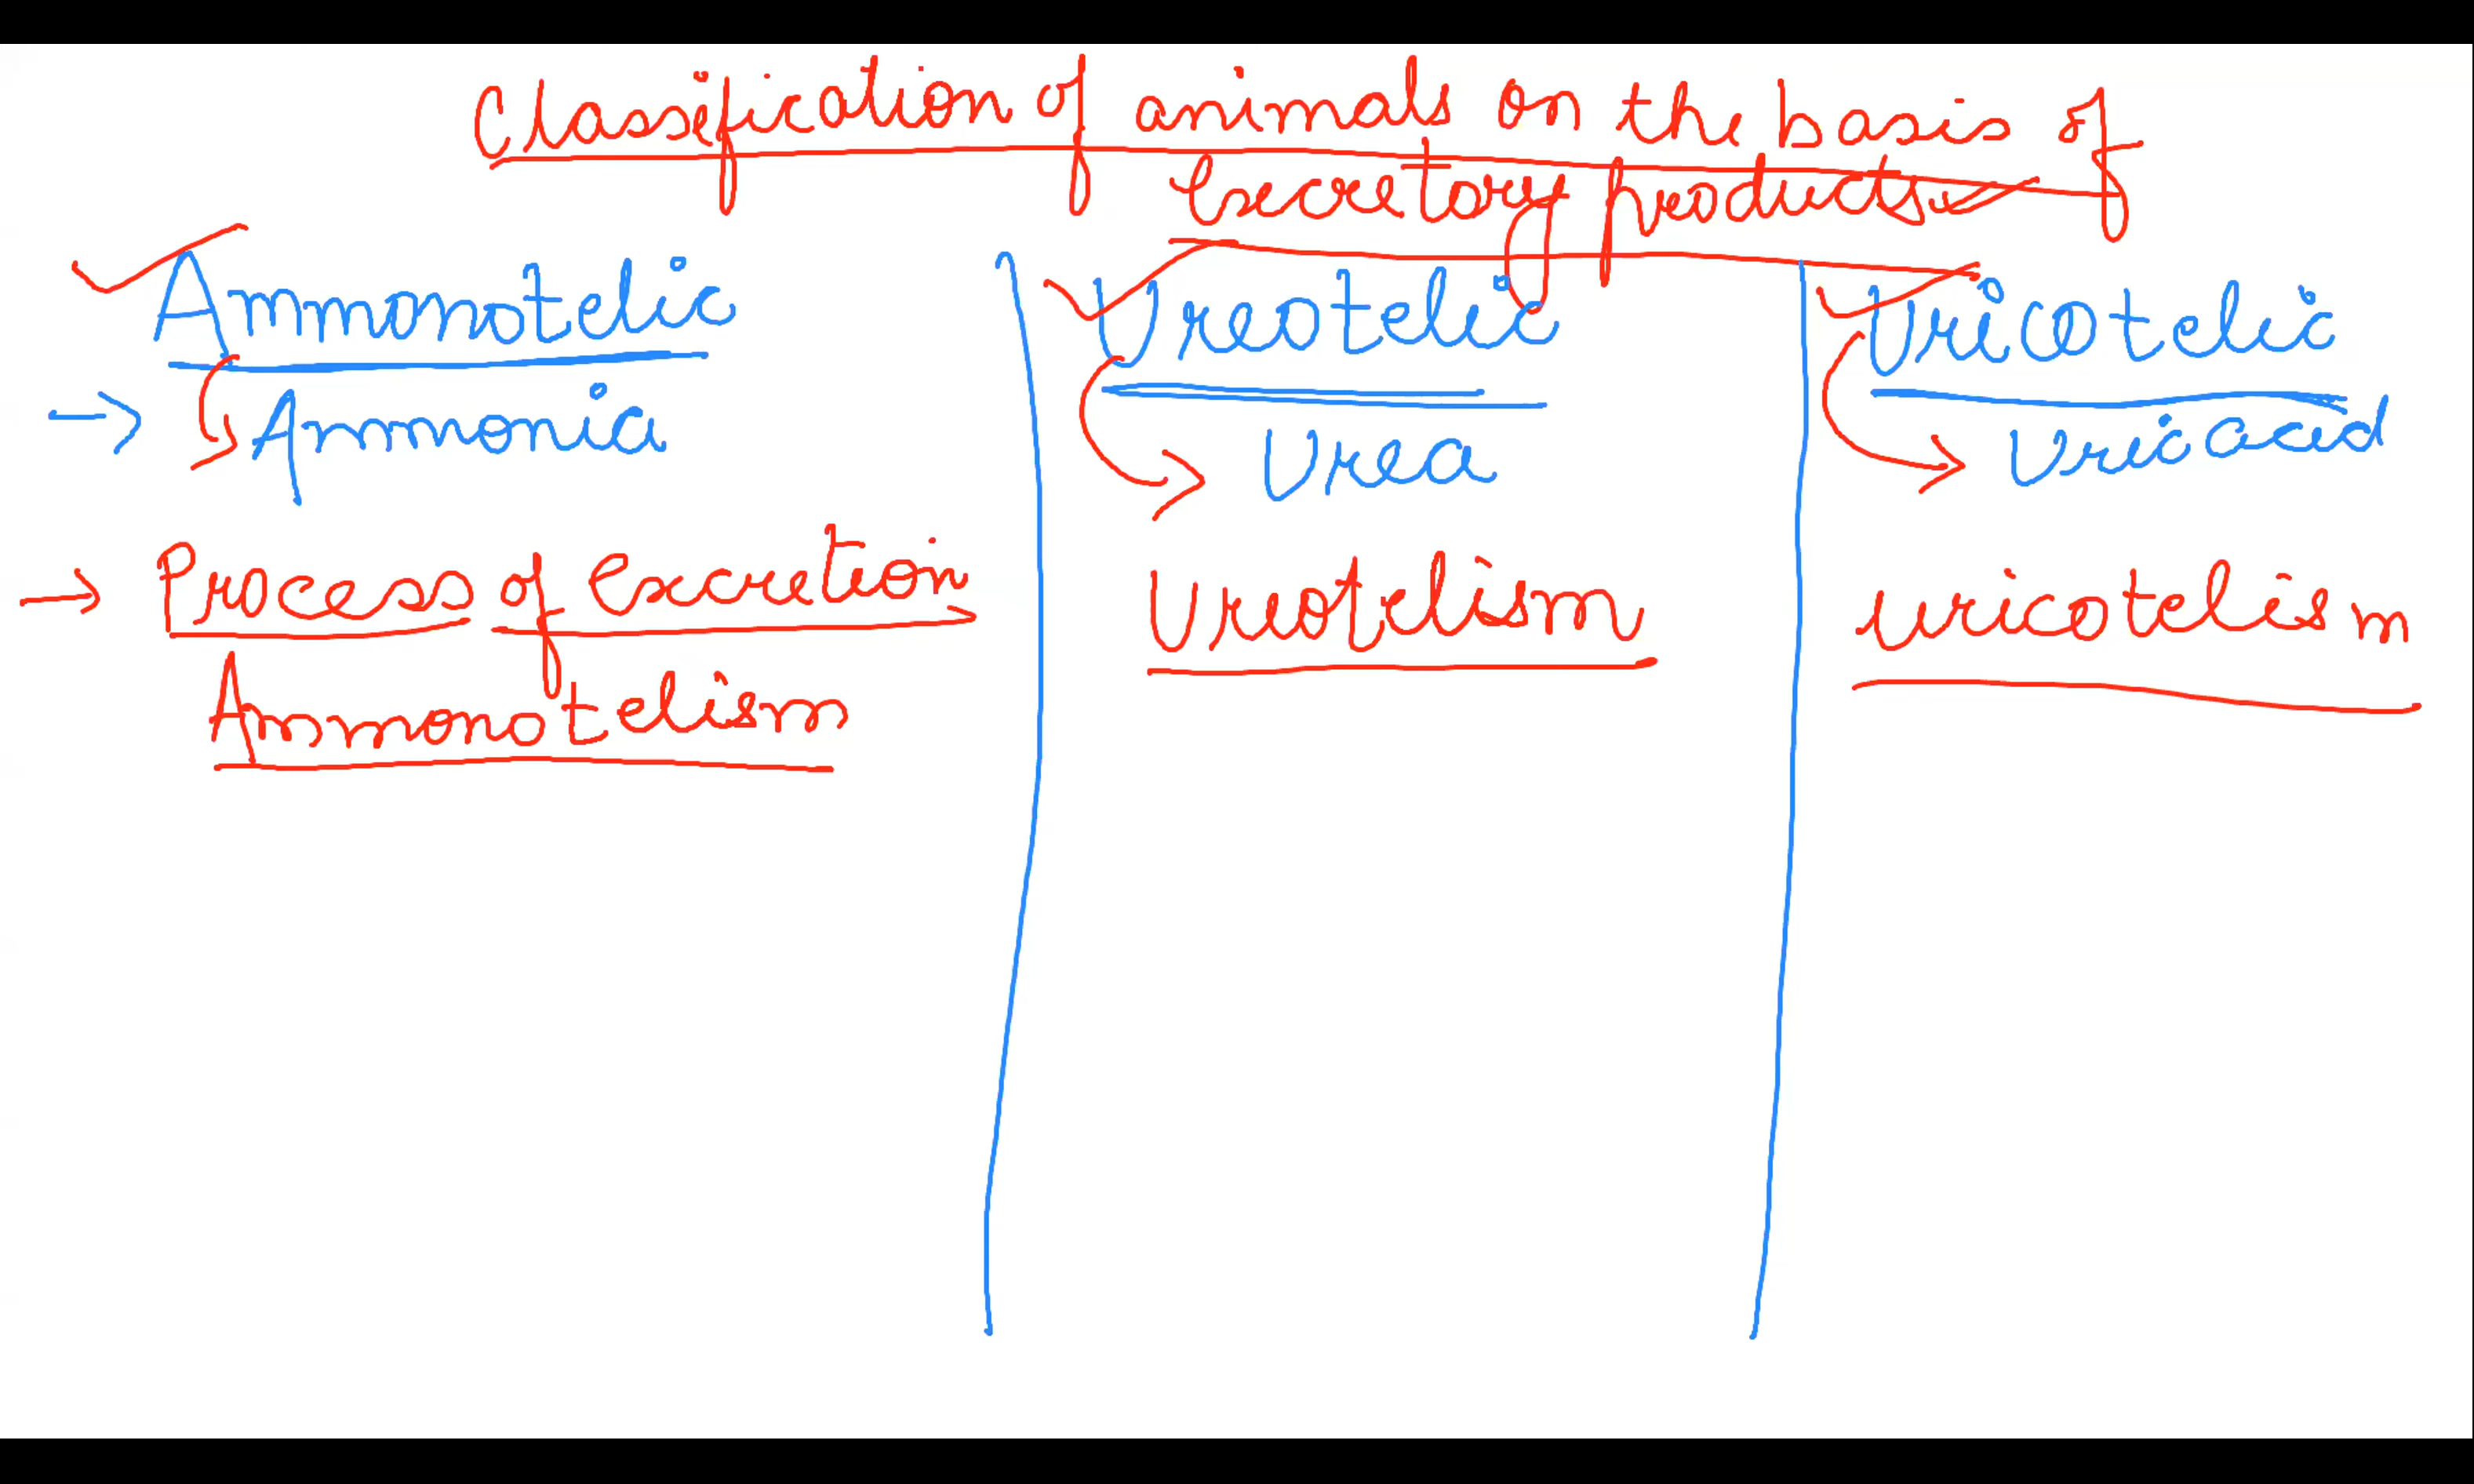 Classification of animals on the basis of
Excretory products
Ammonotelic
→ Ammonia
→ Process of Excretion
Ammonotelism
Ureotelic
Urea
Ureotelism
Uricotelic
Uric acid
Uricotelism